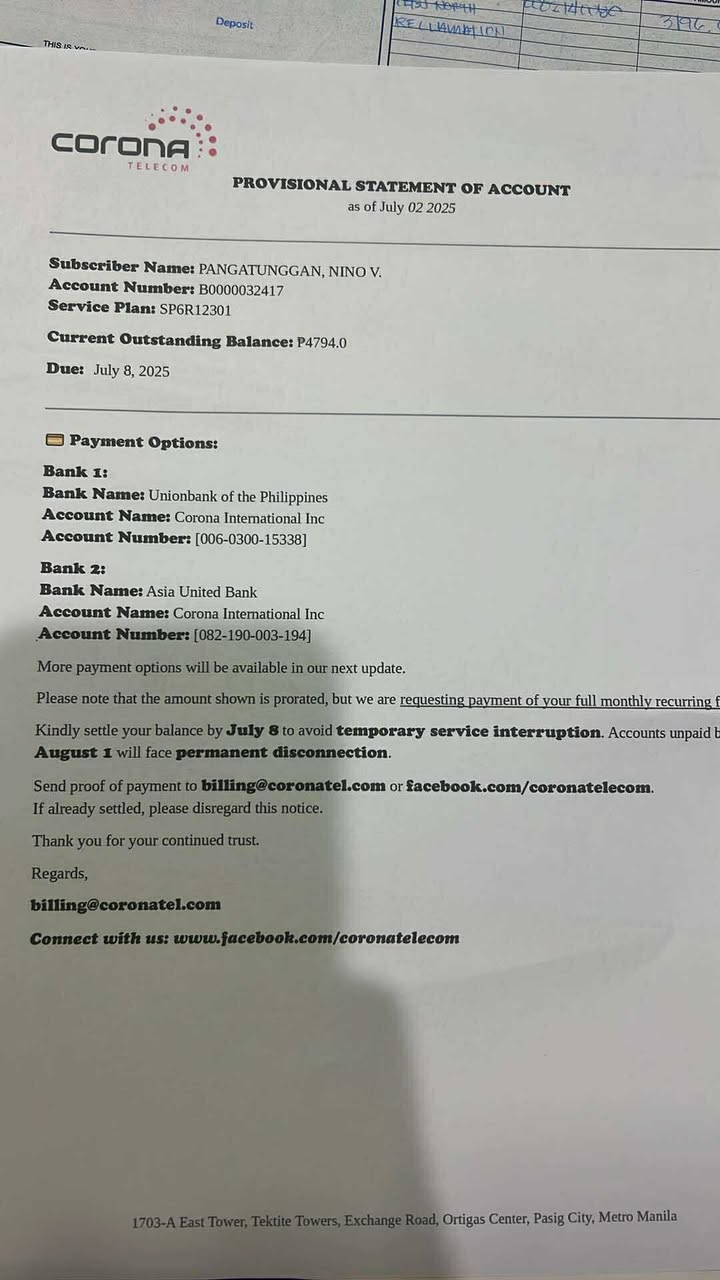 Deposit
RECLAMATION
3196.
corona
TELECOM
PROVISIONAL STATEMENT OF ACCOUNT
as of July 02 2025
Subscriber Name: PANGATUNGGAN, NINO V.
Account Number: B0000032417
Service Plan: SP6R12301
Current Outstanding Balance: ₱4794.0
Due: July 8, 2025
Payment Options:
Bank 1:
Bank Name: Unionbank of the Philippines
Account Name: Corona International Inc
Account Number: [006-0300-15338]
Bank 2:
Bank Name: Asia United Bank
Account Name: Corona International Inc
Account Number: [082-190-003-194]
More payment options will be available in our next update.
Please note that the amount shown is prorated, but we are requesting payment of your full monthly recurring f
Kindly settle your balance by July 8 to avoid temporary service interruption. Accounts unpaid b
August 1 will face permanent disconnection.
Send proof of payment to billing@coronatel.com or facebook.com/coronatelecom.
If already settled, please disregard this notice.
Thank you for your continued trust.
Regards,
billing@coronatel.com
Connect with us: www.facebook.com/coronatelecom
1703-A East Tower, Tektite Towers, Exchange Road, Ortigas Center, Pasig City, Metro Manila